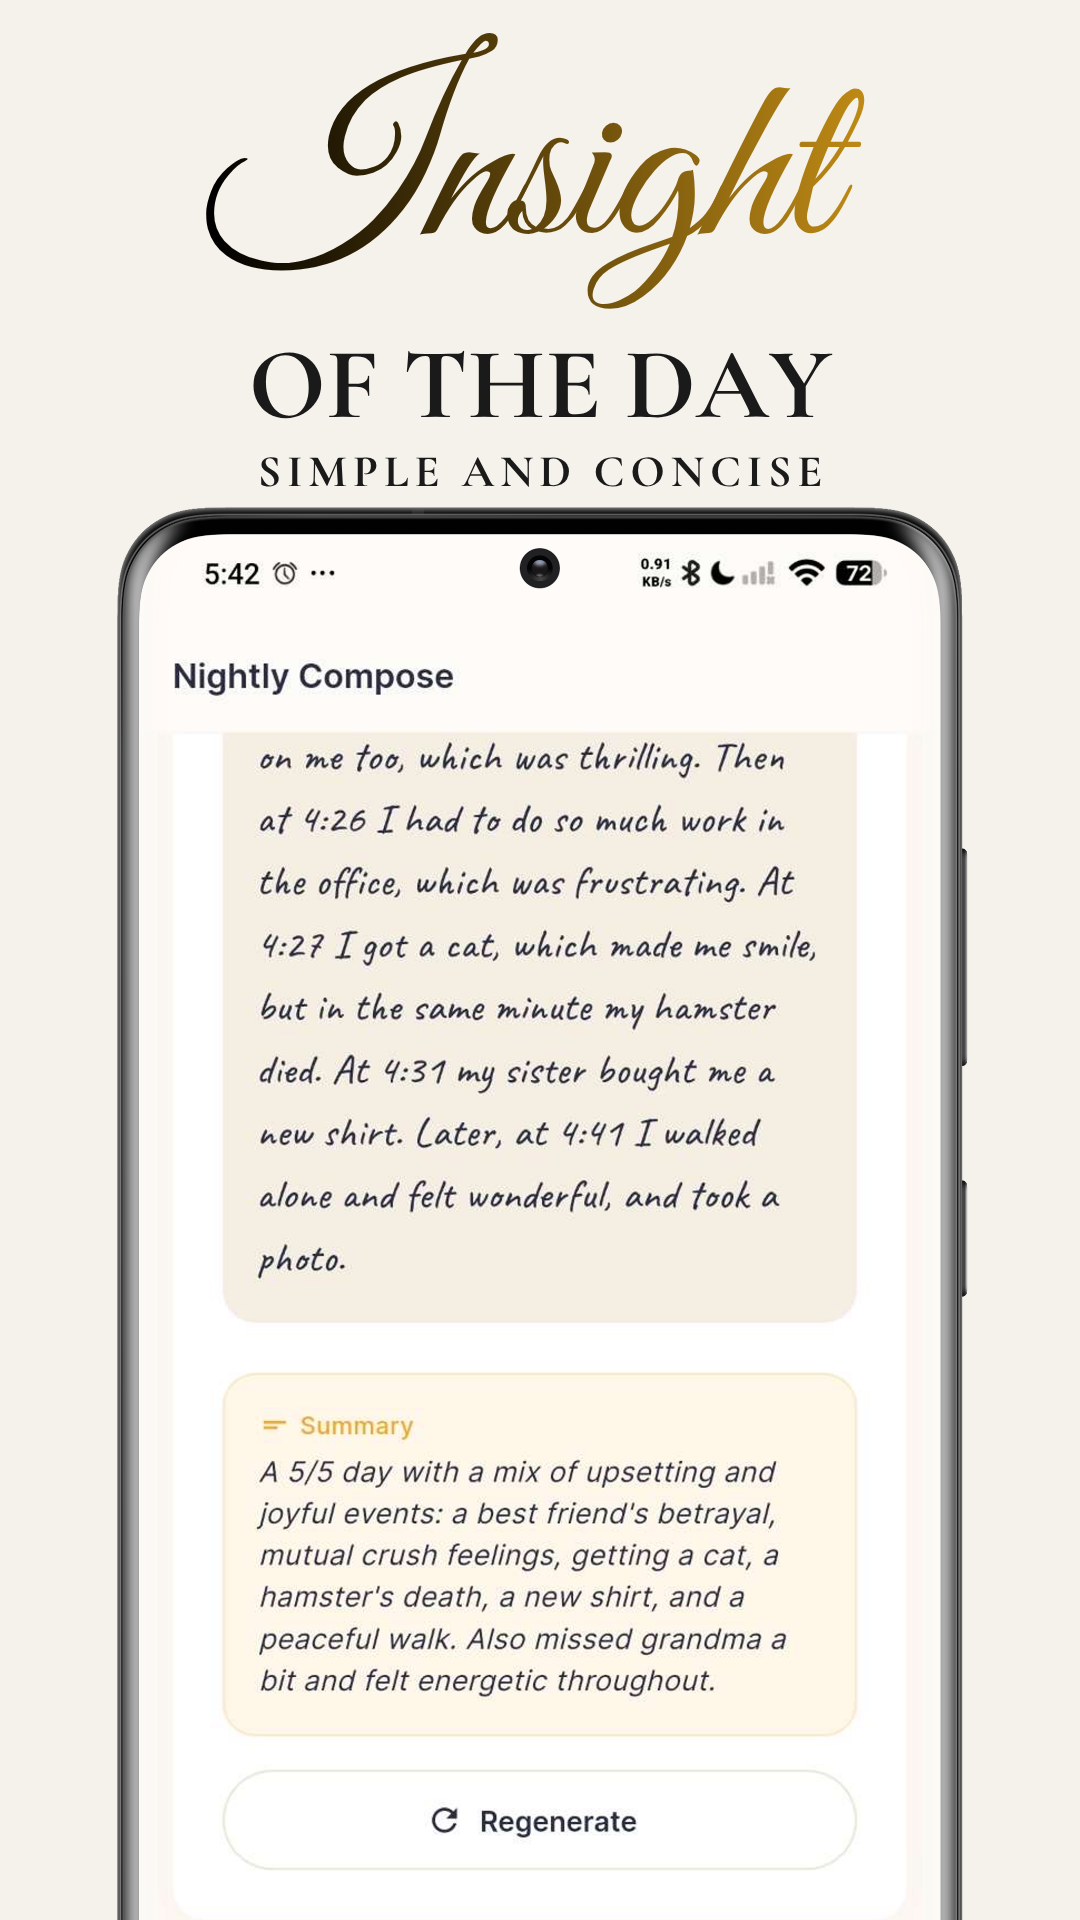 Insight
OF THE DAY
SIMPLE AND CONCISE
5:42 ... 0.91 KB/s 72
Nightly Compose
on me too, which was thrilling. Then
at 4:26 I had to do so much work in
the office, which was frustrating. At
4:27 I got a cat, which made me smile,
but in the same minute my hamster
died. At 4:31 my sister bought me a
new shirt. Later, at 4:41 I walked
alone and felt wonderful, and took a
photo.
Summary
A 5/5 day with a mix of upsetting and
joyful events: a best friend's betrayal,
mutual crush feelings, getting a cat, a
hamster's death, a new shirt, and a
peaceful walk. Also missed grandma a
bit and felt energetic throughout.
Regenerate